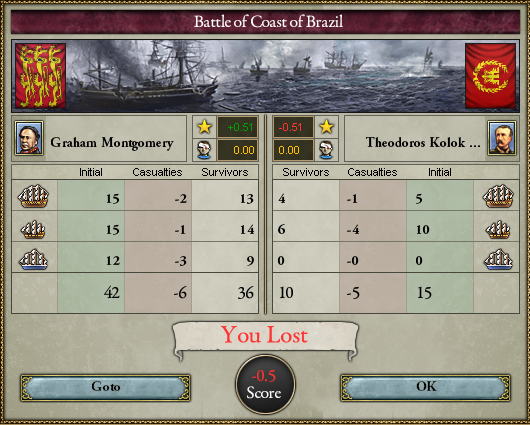 Battle of Coast of Brazil
Graham Montgomery +0.51 -0.51 Theodoros Kolok ...
0.00 0.00
Initial Casualties Survivors Survivors Casualties Initial
15 -2 13 4 -1 5
15 -1 14 6 -4 10
12 -3 9 0 -0 0
42 -6 36 10 -5 15
You Lost
-0.5
Score
Goto OK